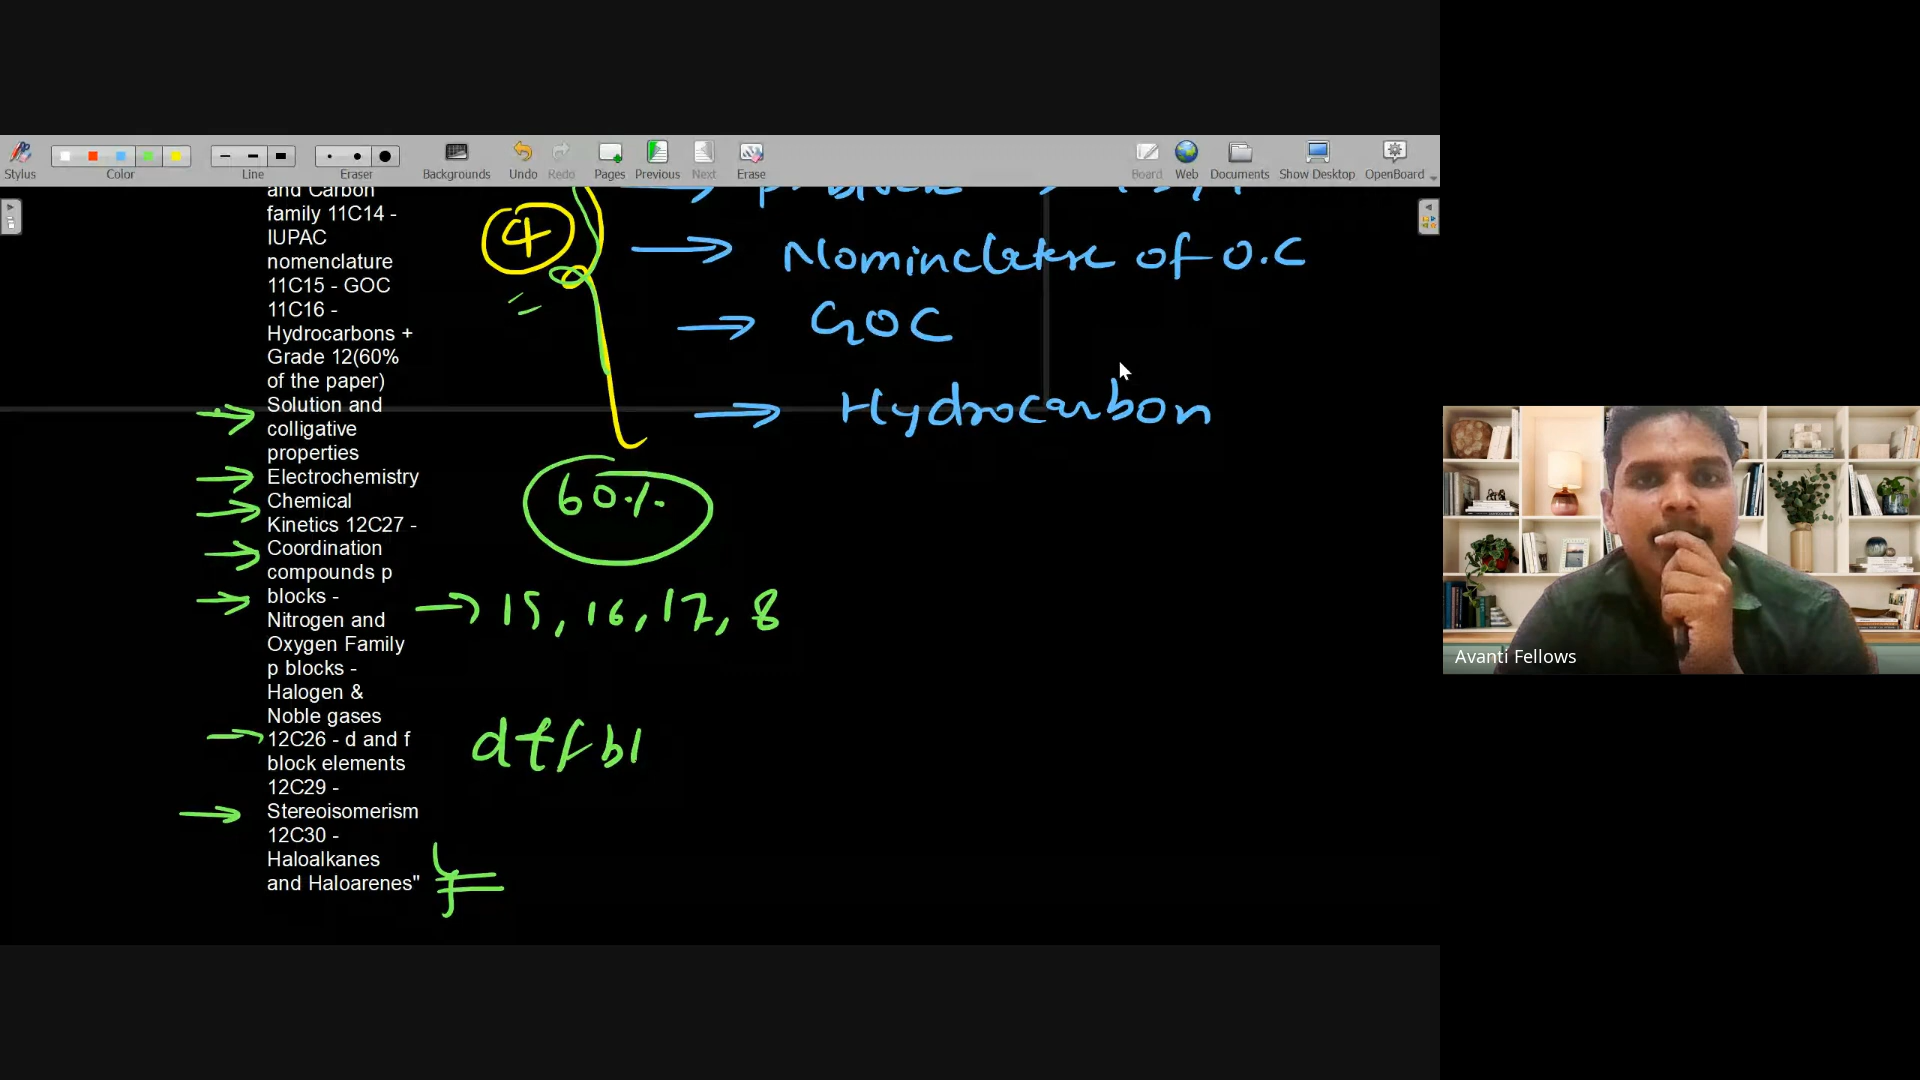 Stylus
Color
Line
Eraser
Backgrounds
Undo
Redo
Pages
Previous
Next
Erase
Board
Web
Documents
Show Desktop
OpenBoard
and Carbon
family 11C14 -
IUPAC
nomenclature
11C15 - GOC
11C16 -
Hydrocarbons +
Grade 12(60%
of the paper)
Solution and
colligative
properties
Electrochemistry
Chemical
Kinetics 12C27 -
Coordination
compounds p
blocks -
Nitrogen and
Oxygen Family
p blocks -
Halogen &
Noble gases
12C26 - d and f
block elements
12C29 -
Stereoisomerism
12C30 -
Haloalkanes
and Haloarenes"
4
→ Nominclature of O.C
→ GOC
→ Hydrocarbon
60%
→ 15, 16, 17, 8
d + f bl
Avanti Fellows